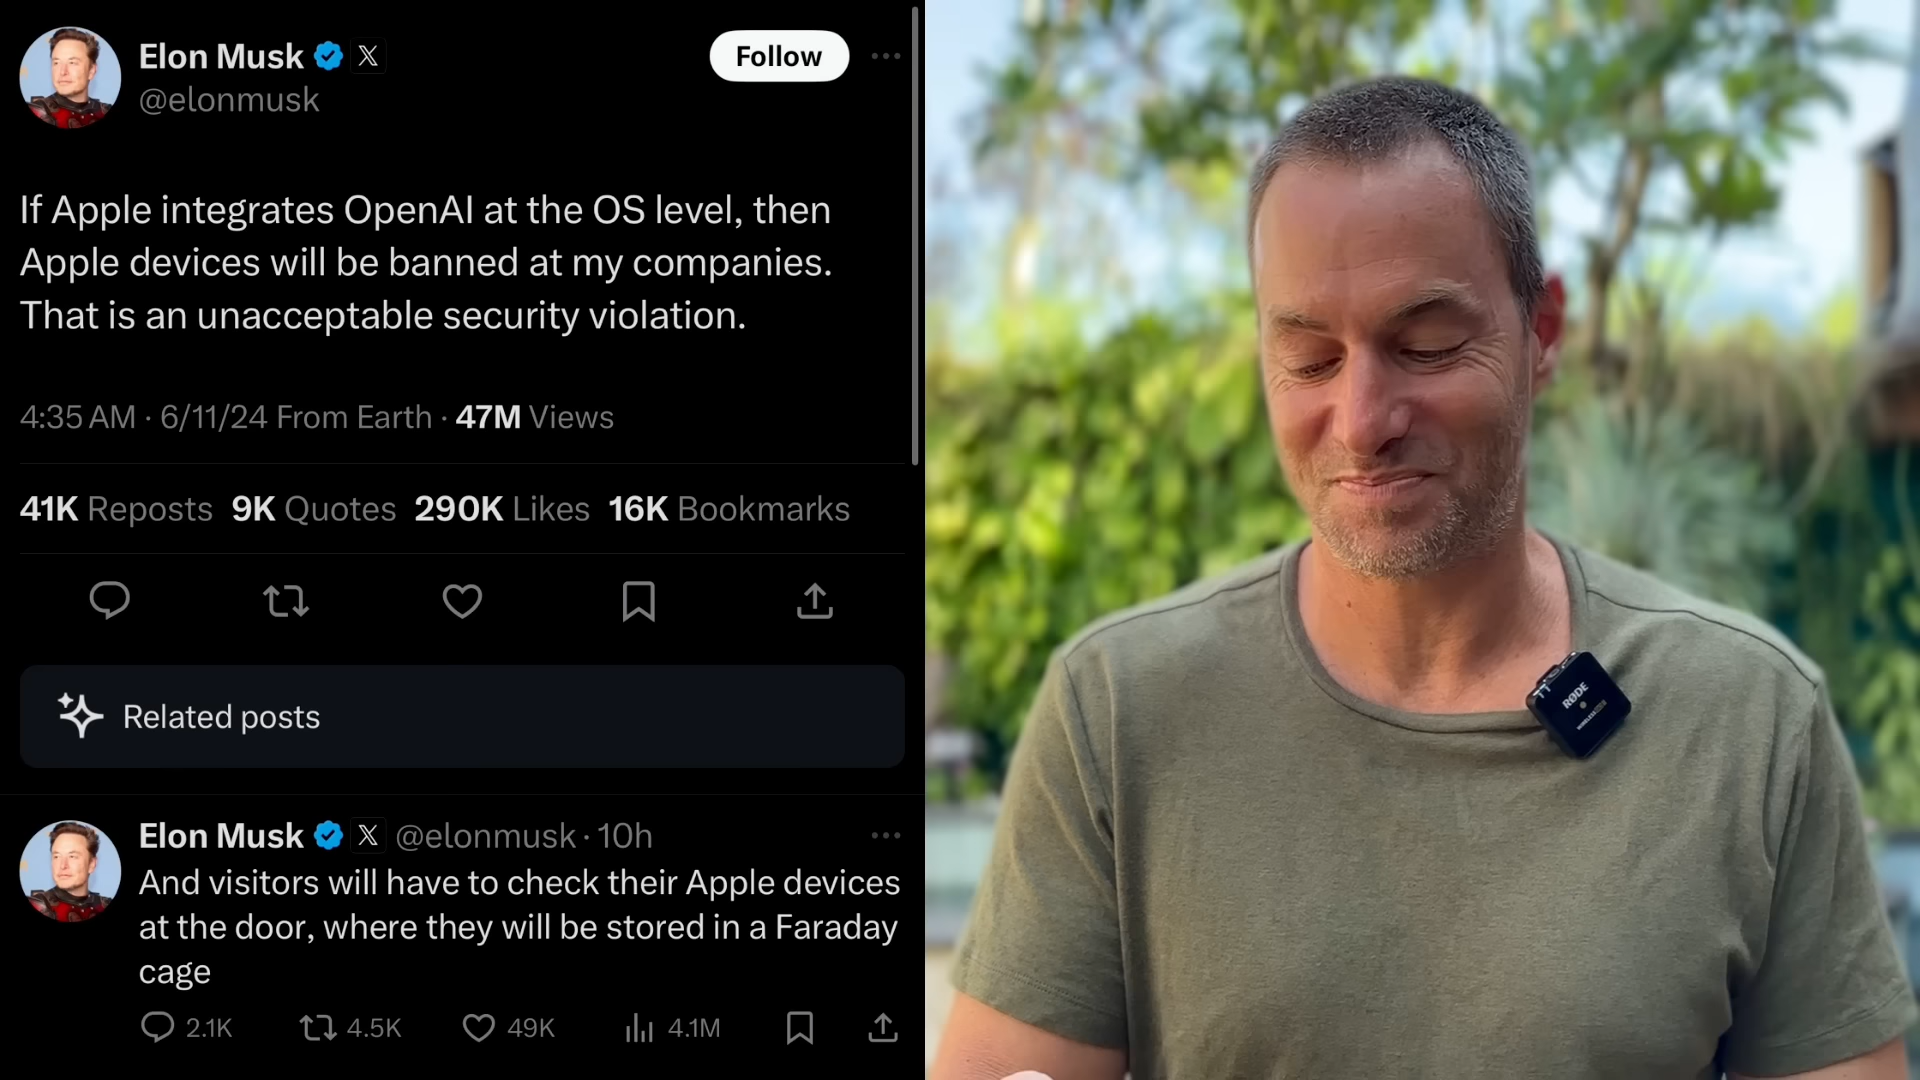 Elon Musk
Follow
@elonmusk
If Apple integrates OpenAI at the OS level, then
Apple devices will be banned at my companies.
That is an unacceptable security violation.
4:35 AM · 6/11/24 From Earth · 47M Views
41K Reposts 9K Quotes 290K Likes 16K Bookmarks
Related posts
Elon Musk @elonmusk · 10h
And visitors will have to check their Apple devices
at the door, where they will be stored in a Faraday
cage
2.1K 4.5K 49K 4.1M
RØDE